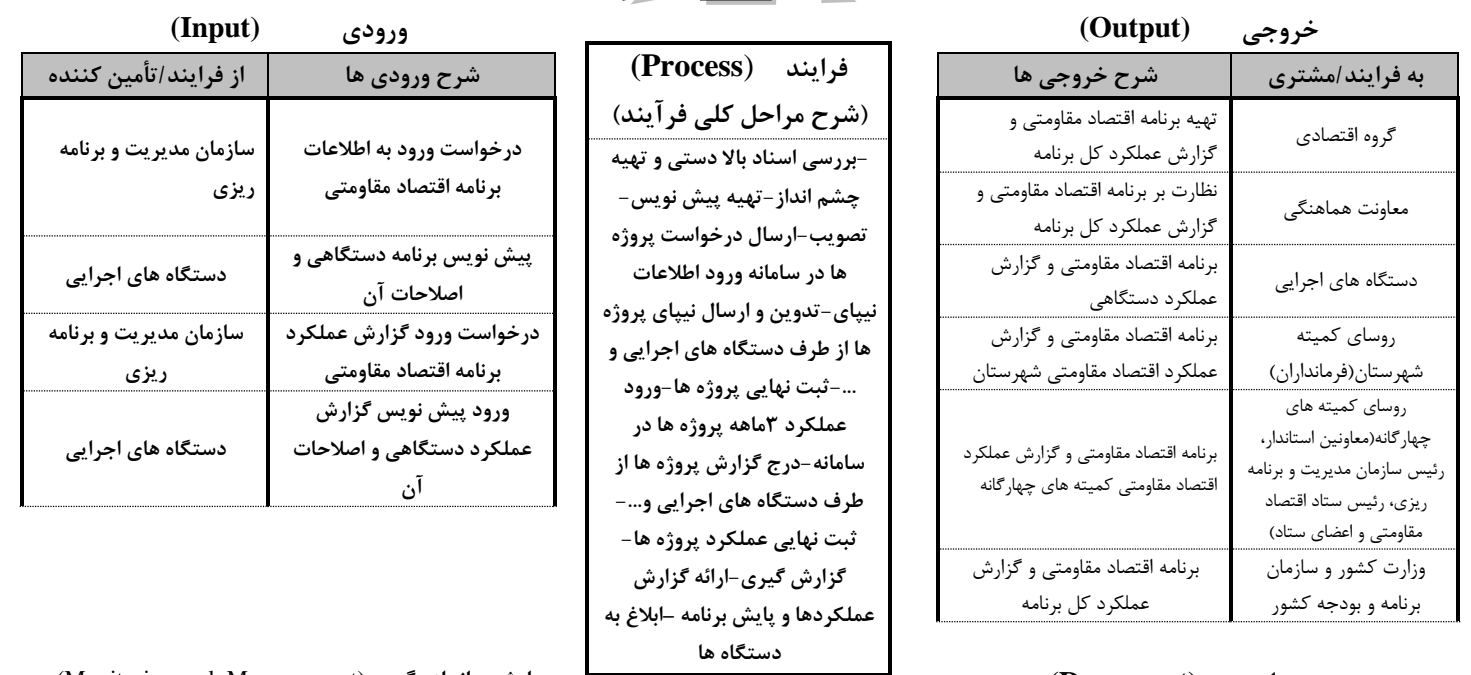 خروجی (Output)
به فرایند/مشتری شرح خروجی ها
گروه اقتصادی
تهیه برنامه اقتصاد مقاومتی و
گزارش عملکرد کل برنامه
معاونت هماهنگی
نظارت بر برنامه اقتصاد مقاومتی و
گزارش عملکرد کل برنامه
دستگاه های اجرایی
برنامه اقتصاد مقاومتی و گزارش
عملکرد دستگاهی
روسای کمیته
شهرستان(فرمانداران)
برنامه اقتصاد مقاومتی و گزارش
عملکرد اقتصاد مقاومتی شهرستان
روسای کمیته های
چهارگانه(معاونین استاندار،
رئیس سازمان مدیریت و برنامه
ریزی، رئیس ستاد اقتصاد
مقاومتی و اعضای ستاد)
برنامه اقتصاد مقاومتی و گزارش عملکرد
اقتصاد مقاومتی کمیته های چهارگانه
وزارت کشور و سازمان
برنامه و بودجه کشور
برنامه اقتصاد مقاومتی و گزارش
عملکرد کل برنامه
فرایند (Process)
(شرح مراحل کلی فرآیند)
-بررسی اسناد بالا دستی و تهیه
چشم انداز-تهیه پیش نویس-
تصویب-ارسال درخواست پروژه
ها در سامانه ورود اطلاعات
نیپای-تدوین و ارسال نیپای پروژه
ها از طرف دستگاه های اجرایی و
...-ثبت نهایی پروژه ها-ورود
عملکرد ۳ماهه پروژه ها در
سامانه-درج گزارش پروژه ها از
طرف دستگاه های اجرایی و...-
ثبت نهایی عملکرد پروژه ها-
گزارش گیری-ارائه گزارش
عملکردها و پایش برنامه –ابلاغ به
دستگاه ها
ورودی (Input)
شرح ورودی ها از فرایند/تأمین کننده
درخواست ورود به اطلاعات
برنامه اقتصاد مقاومتی
سازمان مدیریت و برنامه
ریزی
پیش نویس برنامه دستگاهی و
اصلاحات آن
دستگاه های اجرایی
درخواست ورود گزارش عملکرد
برنامه اقتصاد مقاومتی
سازمان مدیریت و برنامه
ریزی
ورود پیش نویس گزارش
عملکرد دستگاهی و اصلاحات
آن
دستگاه های اجرایی